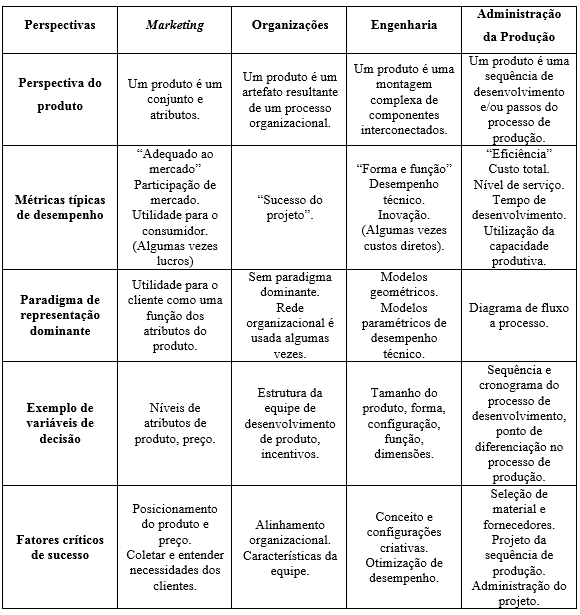 Perspectivas
Marketing
Organizações
Engenharia
Administração
da Produção
Perspectiva do
produto
Um produto é um
conjunto e
atributos.
Um produto é um
artefato resultante
de um processo
organizacional.
Um produto é uma
montagem
complexa de
componentes
interconectados.
Um produto é uma
sequência de
desenvolvimento
e/ou passos do
processo de
produção.
Métricas típicas
de desempenho
“Adequado ao
mercado”
Participação de
mercado.
Utilidade para o
consumidor.
(Algumas vezes
lucros)
“Sucesso do
projeto”.
“Forma e função”
Desempenho
técnico.
Inovação.
(Algumas vezes
custos diretos).
“Eficiência”
Custo total.
Nível de serviço.
Tempo de
desenvolvimento.
Utilização da
capacidade
produtiva.
Paradigma de
representação
dominante
Utilidade para o
cliente como uma
função dos
atributos do
produto.
Sem paradigma
dominante.
Rede
organizacional é
usada algumas
vezes.
Modelos
geométricos.
Modelos
paramétricos de
desempenho
técnico.
Diagrama de fluxo
a processo.
Exemplo de
variáveis de
decisão
Níveis de
atributos de
produto, preço.
Estrutura da
equipe de
desenvolvimento
de produto,
incentivos.
Tamanho do
produto, forma,
configuração,
função,
dimensões.
Sequência e
cronograma do
processo de
desenvolvimento,
ponto de
diferenciação no
processo de
produção.
Fatores críticos
de sucesso
Posicionamento
do produto e
preço.
Coletar e entender
necessidades dos
clientes.
Alinhamento
organizacional.
Características da
equipe.
Conceito e
configurações
criativas.
Otimização de
desempenho.
Seleção de
material e
fornecedores.
Projeto da
sequência de
produção.
Administração do
projeto.